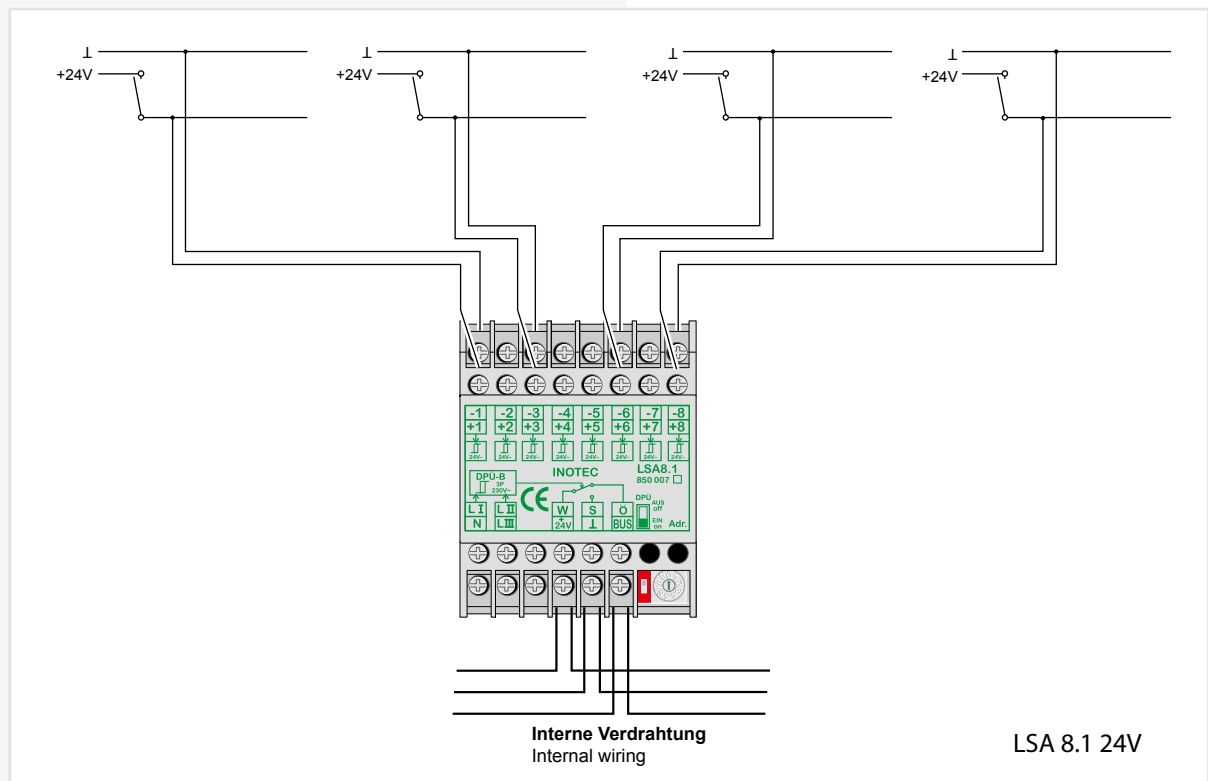 ⊥ ⊥ ⊥ ⊥
+24V +24V +24V +24V
-1 -2 -3 -4 -5 -6 -7 -8
+1 +2 +3 +4 +5 +6 +7 +8
24V~ 24V~ 24V~ 24V~ 24V~ 24V~ 24V~ 24V~
DPÜ-B
3P
230V~
INOTEC
LSA8.1
850 007
CE
DPÜ
AUS
off
EIN
on
Adr.
L I L II W S Ö
N L III + 24V ⊥ BUS
Interne Verdrahtung
Internal wiring
LSA 8.1 24V